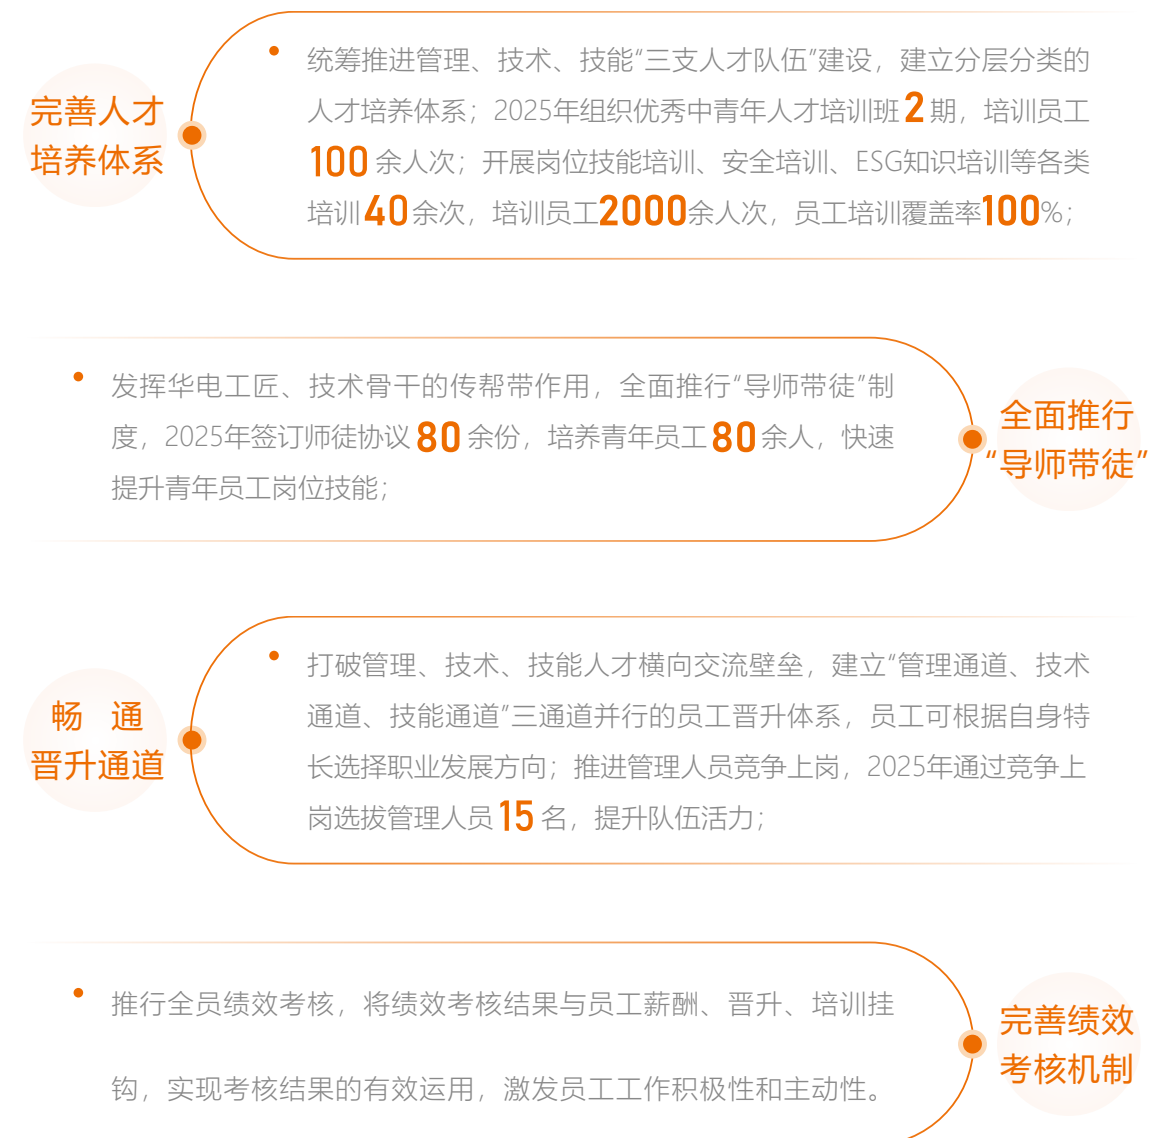 完善人才
培养体系
统筹推进管理、技术、技能“三支人才队伍”建设，建立分层分类的
人才培养体系；2025年组织优秀中青年人才培训班2期，培训员工
100余人次；开展岗位技能培训、安全培训、ESG知识培训等各类
培训40余次，培训员工2000余人次，员工培训覆盖率100%；
发挥华电工匠、技术骨干的传帮带作用，全面推行“导师带徒”制
度，2025年签订师徒协议80余份，培养青年员工80余人，快速
提升青年员工岗位技能；
全面推行
“导师带徒”
畅 通
晋升通道
打破管理、技术、技能人才横向交流壁垒，建立“管理通道、技术
通道、技能通道”三通道并行的员工晋升体系，员工可根据自身特
长选择职业发展方向；推进管理人员竞争上岗，2025年通过竞争上
岗选拔管理人员15名，提升队伍活力；
推行全员绩效考核，将绩效考核结果与员工薪酬、晋升、培训挂
钩，实现考核结果的有效运用，激发员工工作积极性和主动性。
完善绩效
考核机制